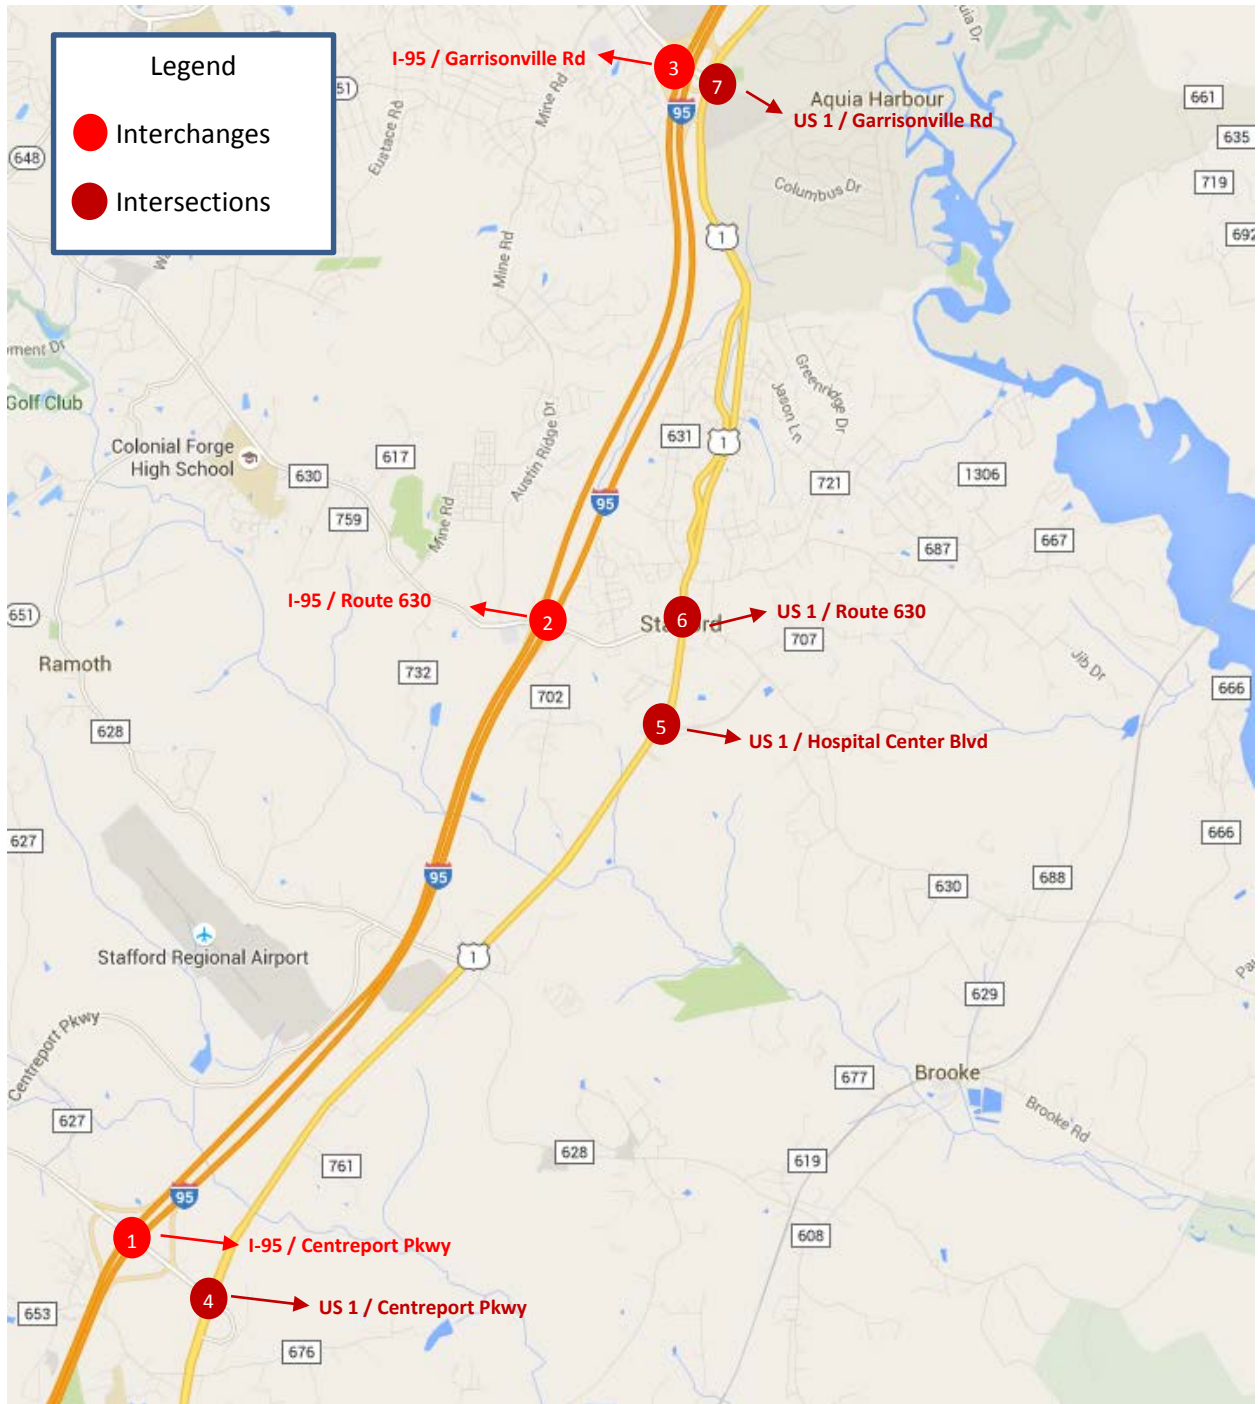 Legend
Interchanges
Intersections
I-95 / Garrisonville Rd
3
7
95
Aquia Harbour
US 1 / Garrisonville Rd
661
635
719
692
51
648
Eustace Rd
Mine Rd
Mine Rd
Columbus Dr
1
Golf Club
Colonial Forge
High School
630
617
759
Mine Rd
Austin Ridge Dr
95
631
1
Jason Ln
Greenridge Dr
721
1306
687
667
I-95 / Route 630
2
Stafford
6
US 1 / Route 630
707
Jib Dr
666
651
Ramoth
732
702
628
5
US 1 / Hospital Center Blvd
627
666
95
630
688
Stafford Regional Airport
1
629
Centreport Pkwy
677
Brooke
Brooke Rd
627
761
628
619
95
608
1
I-95 / Centreport Pkwy
4
US 1 / Centreport Pkwy
653
676